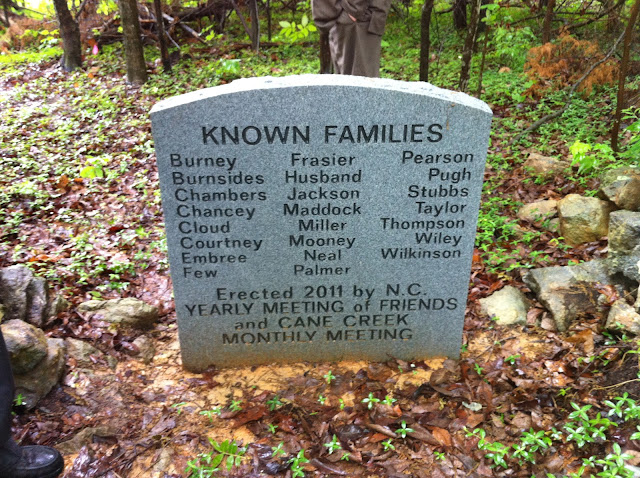 KNOWN FAMILIES
Burney Frasier Pearson
Burnsides Husband Pugh
Chambers Jackson Stubbs
Chancey Maddock Taylor
Cloud Miller Thompson
Courtney Mooney Wiley
Embree Neal Wilkinson
Few Palmer
Erected 2011 by N.C.
YEARLY MEETING of FRIENDS
and CANE CREEK
MONTHLY MEETING